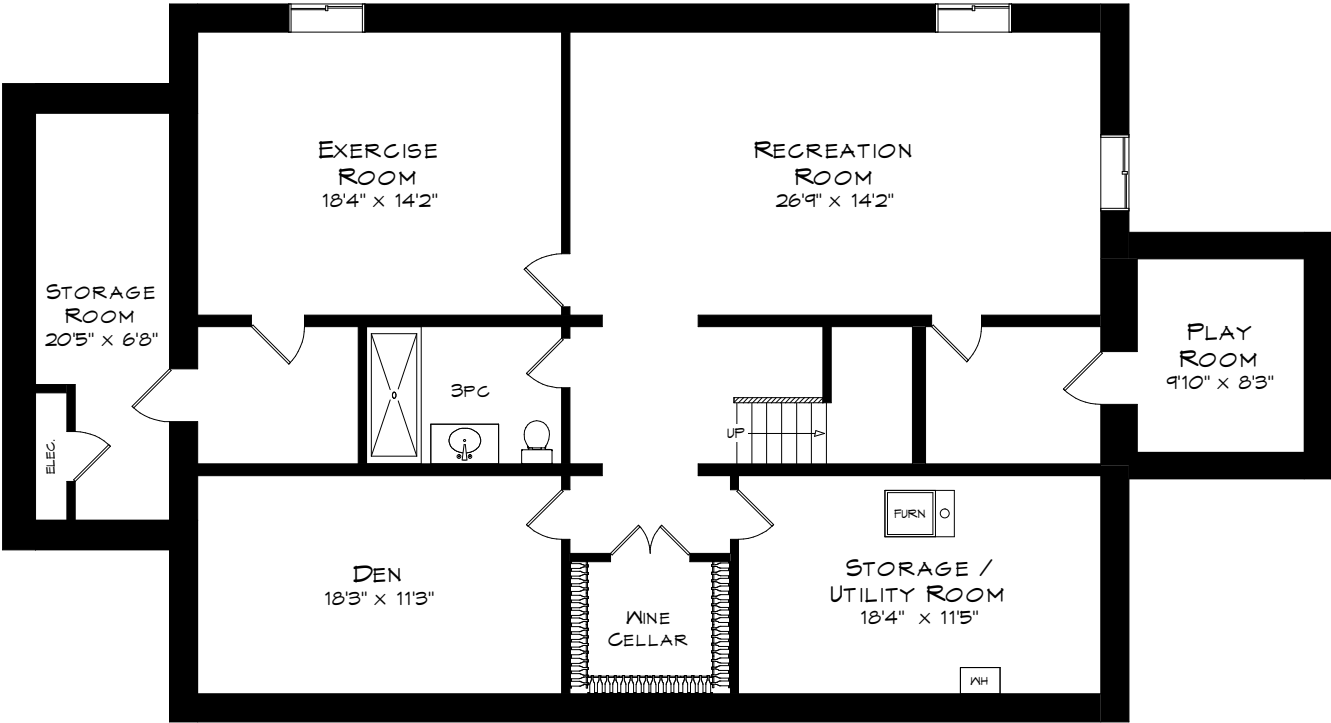 EXERCISE
ROOM
18'4" x 14'2"
RECREATION
ROOM
26'9" x 14'2"
STORAGE
ROOM
20'5" x 6'8"
PLAY
ROOM
9'10" x 8'3"
3PC
UP
ELEC.
FURN
DEN
18'3" x 11'3"
STORAGE /
UTILITY ROOM
18'4" x 11'5"
WINE
CELLAR
WH